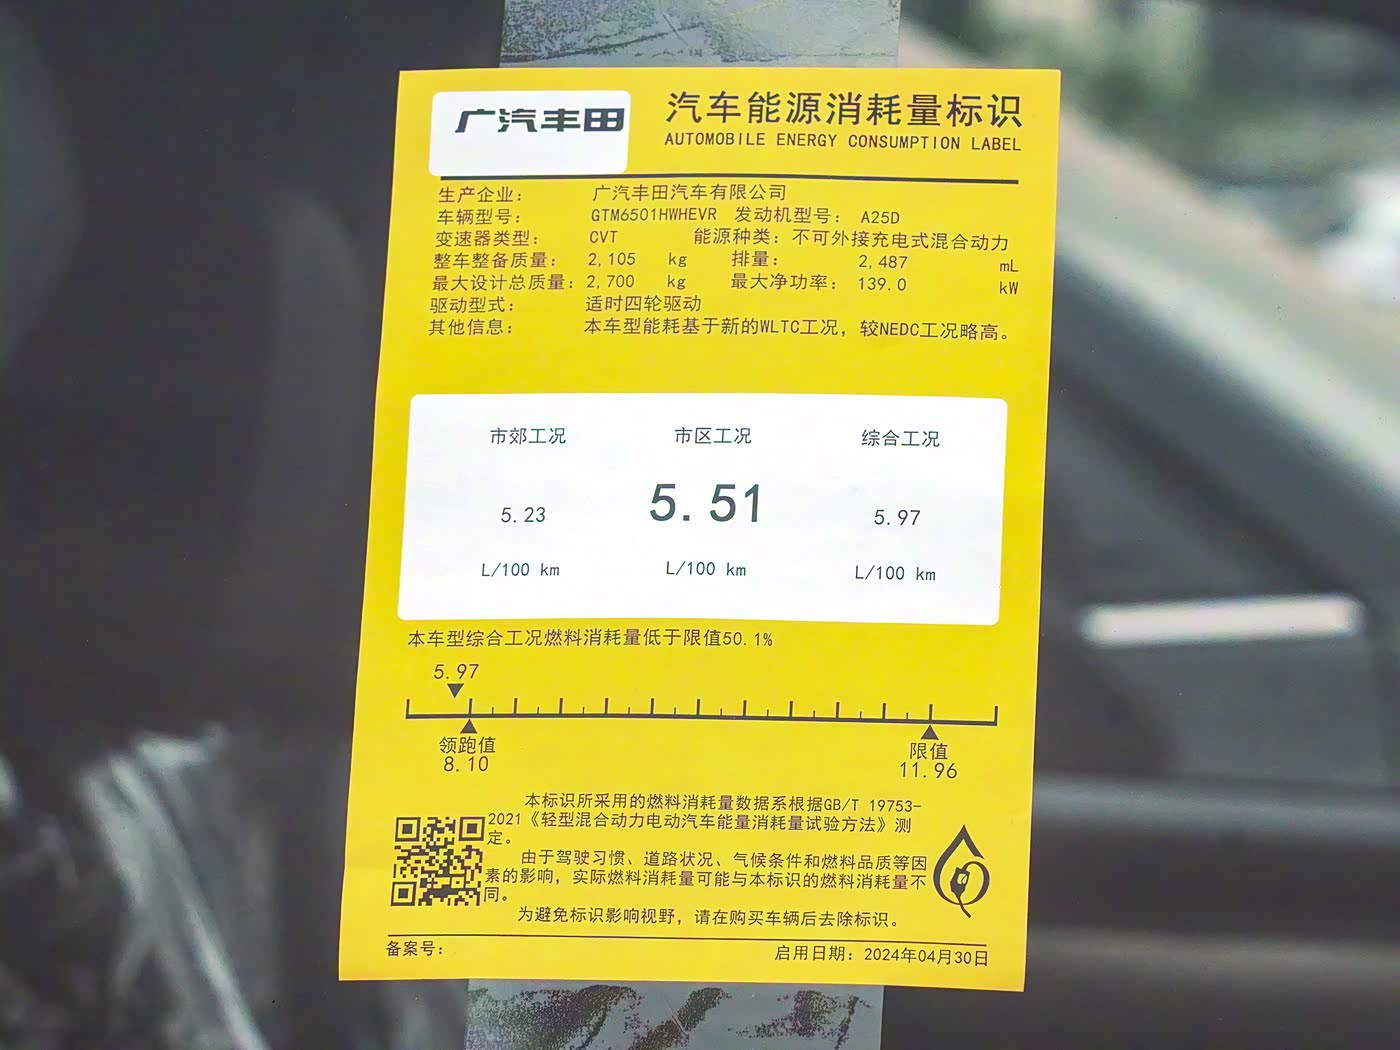 广汽丰田
汽车能源消耗量标识
AUTOMOBILE ENERGY CONSUMPTION LABEL
生产企业： 广汽丰田汽车有限公司
车辆型号： GTM6501HWHEVR 发动机型号： A25D
变速器类型： CVT 能源种类：不可外接充电式混合动力
整车整备质量： 2,105 kg 排量： 2,487 mL
最大设计总质量： 2,700 kg 最大净功率： 139.0 kW
驱动型式： 适时四轮驱动
其他信息： 本车型能耗基于新的WLTC工况，较NEDC工况略高。
市郊工况 市区工况 综合工况
5.23 5.51 5.97
L/100 km L/100 km L/100 km
本车型综合工况燃料消耗量低于限值50.1%
5.97
领跑值 限值
8.10 11.96
本标识所采用的燃料消耗量数据系根据GB/T 19753-
2021《轻型混合动力电动汽车能量消耗量试验方法》测
定。
由于驾驶习惯、道路状况、气候条件和燃料品质等因
素的影响，实际燃料消耗量可能与本标识的燃料消耗量不
同。
为避免标识影响视野，请在购买车辆后去除标识。
备案号： 启用日期：2024年04月30日